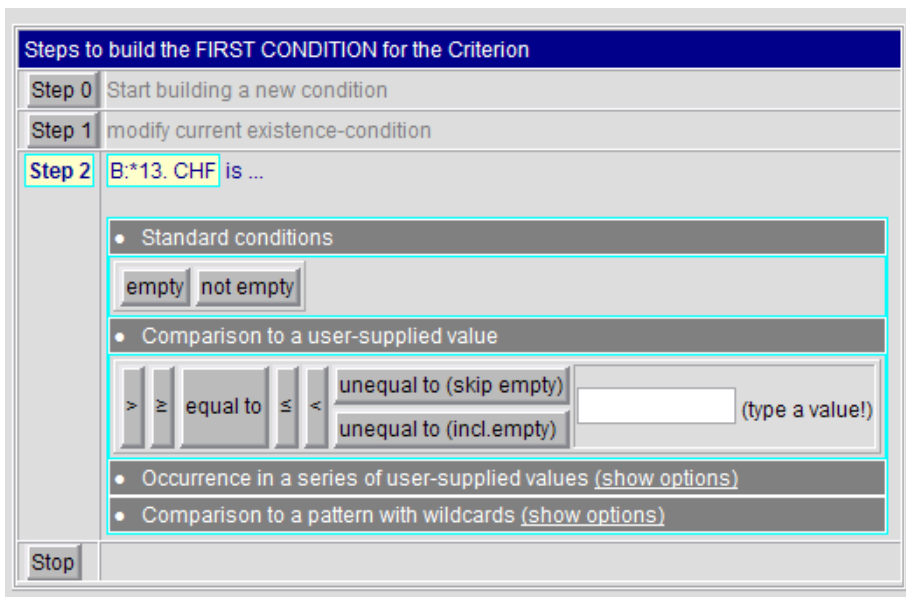 Steps to build the FIRST CONDITION for the Criterion
Step 0 Start building a new condition
Step 1 modify current existence-condition
Step 2 B:*13. CHF is ...
• Standard conditions
empty not empty
• Comparison to a user-supplied value
> ≥ equal to ≤ < unequal to (skip empty) unequal to (incl.empty) (type a value!)
• Occurrence in a series of user-supplied values (show options)
• Comparison to a pattern with wildcards (show options)
Stop